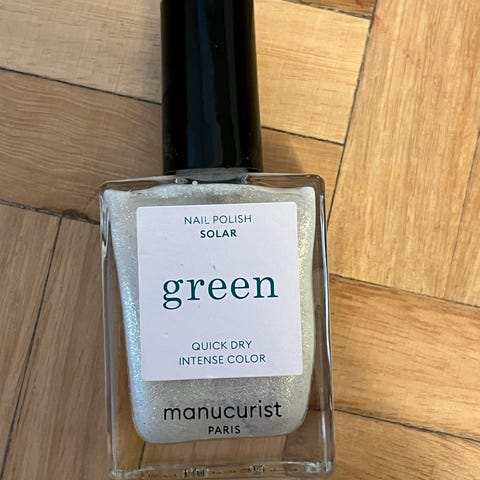 NAIL POLISH
SOLAR
green
QUICK DRY
INTENSE COLOR
manucurist
PARIS